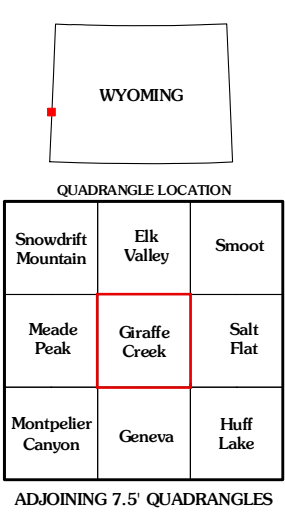 WYOMING
QUADRANGLE LOCATION
Snowdrift
Mountain
Elk
Valley
Smoot
Meade
Peak
Giraffe
Creek
Salt
Flat
Montpelier
Canyon
Geneva
Huff
Lake
ADJOINING 7.5' QUADRANGLES